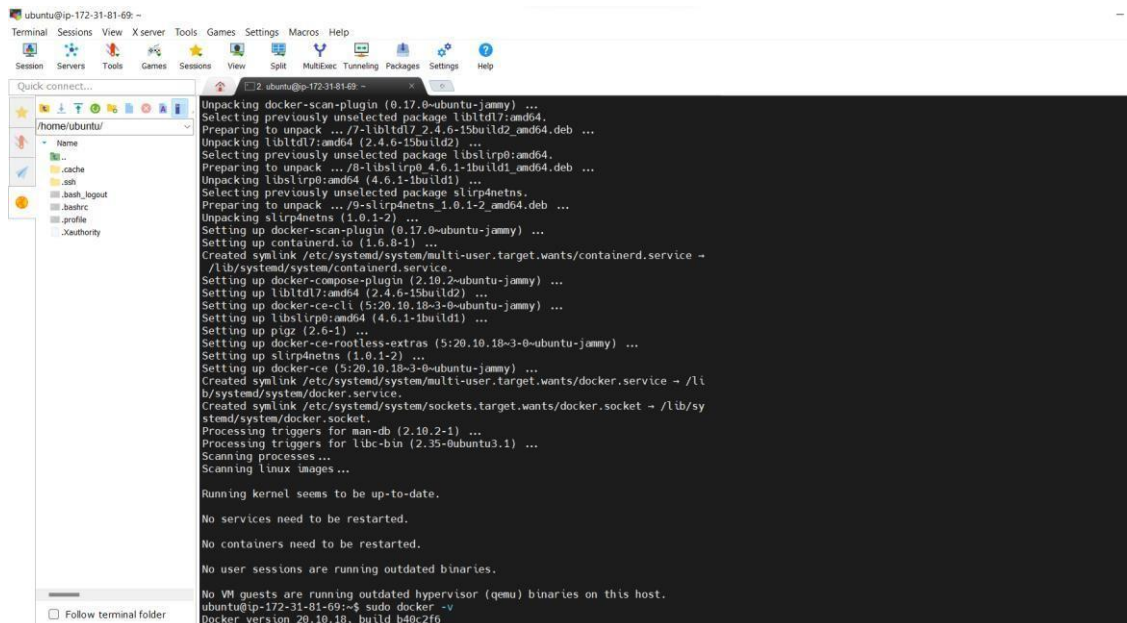 ubuntu@ip-172-31-81-69: ~
Terminal Sessions View X server Tools Games Settings Macros Help
Session Servers Tools Games Sessions View Split MultiExec Tunneling Packages Settings Help
Quick connect...
2. ubuntu@ip-172-31-81-69: ~
/home/ubuntu/
Name
..
.cache
.ssh
.bash_logout
.bashrc
.profile
.Xauthority
Unpacking docker-scan-plugin (0.17.0~ubuntu-jammy) ...
Selecting previously unselected package libltdl7:amd64.
Preparing to unpack .../7-libltdl7_2.4.6-15build2_amd64.deb ...
Unpacking libltdl7:amd64 (2.4.6-15build2) ...
Selecting previously unselected package libslirp0:amd64.
Preparing to unpack .../8-libslirp0_4.6.1-1build1_amd64.deb ...
Unpacking libslirp0:amd64 (4.6.1-1build1) ...
Selecting previously unselected package slirp4netns.
Preparing to unpack .../9-slirp4netns_1.0.1-2_amd64.deb ...
Unpacking slirp4netns (1.0.1-2) ...
Setting up docker-scan-plugin (0.17.0~ubuntu-jammy) ...
Setting up containerd.io (1.6.8-1) ...
Created symlink /etc/systemd/system/multi-user.target.wants/containerd.service →
/lib/systemd/system/containerd.service.
Setting up docker-compose-plugin (2.10.2~ubuntu-jammy) ...
Setting up libltdl7:amd64 (2.4.6-15build2) ...
Setting up docker-ce-cli (5:20.10.18~3-0~ubuntu-jammy) ...
Setting up libslirp0:amd64 (4.6.1-1build1) ...
Setting up pigz (2.6-1) ...
Setting up docker-ce-rootless-extras (5:20.10.18~3-0~ubuntu-jammy) ...
Setting up slirp4netns (1.0.1-2) ...
Setting up docker-ce (5:20.10.18~3-0~ubuntu-jammy) ...
Created symlink /etc/systemd/system/multi-user.target.wants/docker.service → /li
b/systemd/system/docker.service.
Created symlink /etc/systemd/system/sockets.target.wants/docker.socket → /lib/sy
stemd/system/docker.socket.
Processing triggers for man-db (2.10.2-1) ...
Processing triggers for libc-bin (2.35-0ubuntu3.1) ...
Scanning processes...
Scanning linux images...
Running kernel seems to be up-to-date.
No services need to be restarted.
No containers need to be restarted.
No user sessions are running outdated binaries.
No VM guests are running outdated hypervisor (qemu) binaries on this host.
ubuntu@ip-172-31-81-69:~$ sudo docker -v
Docker version 20.10.18, build b40c2f6
Follow terminal folder